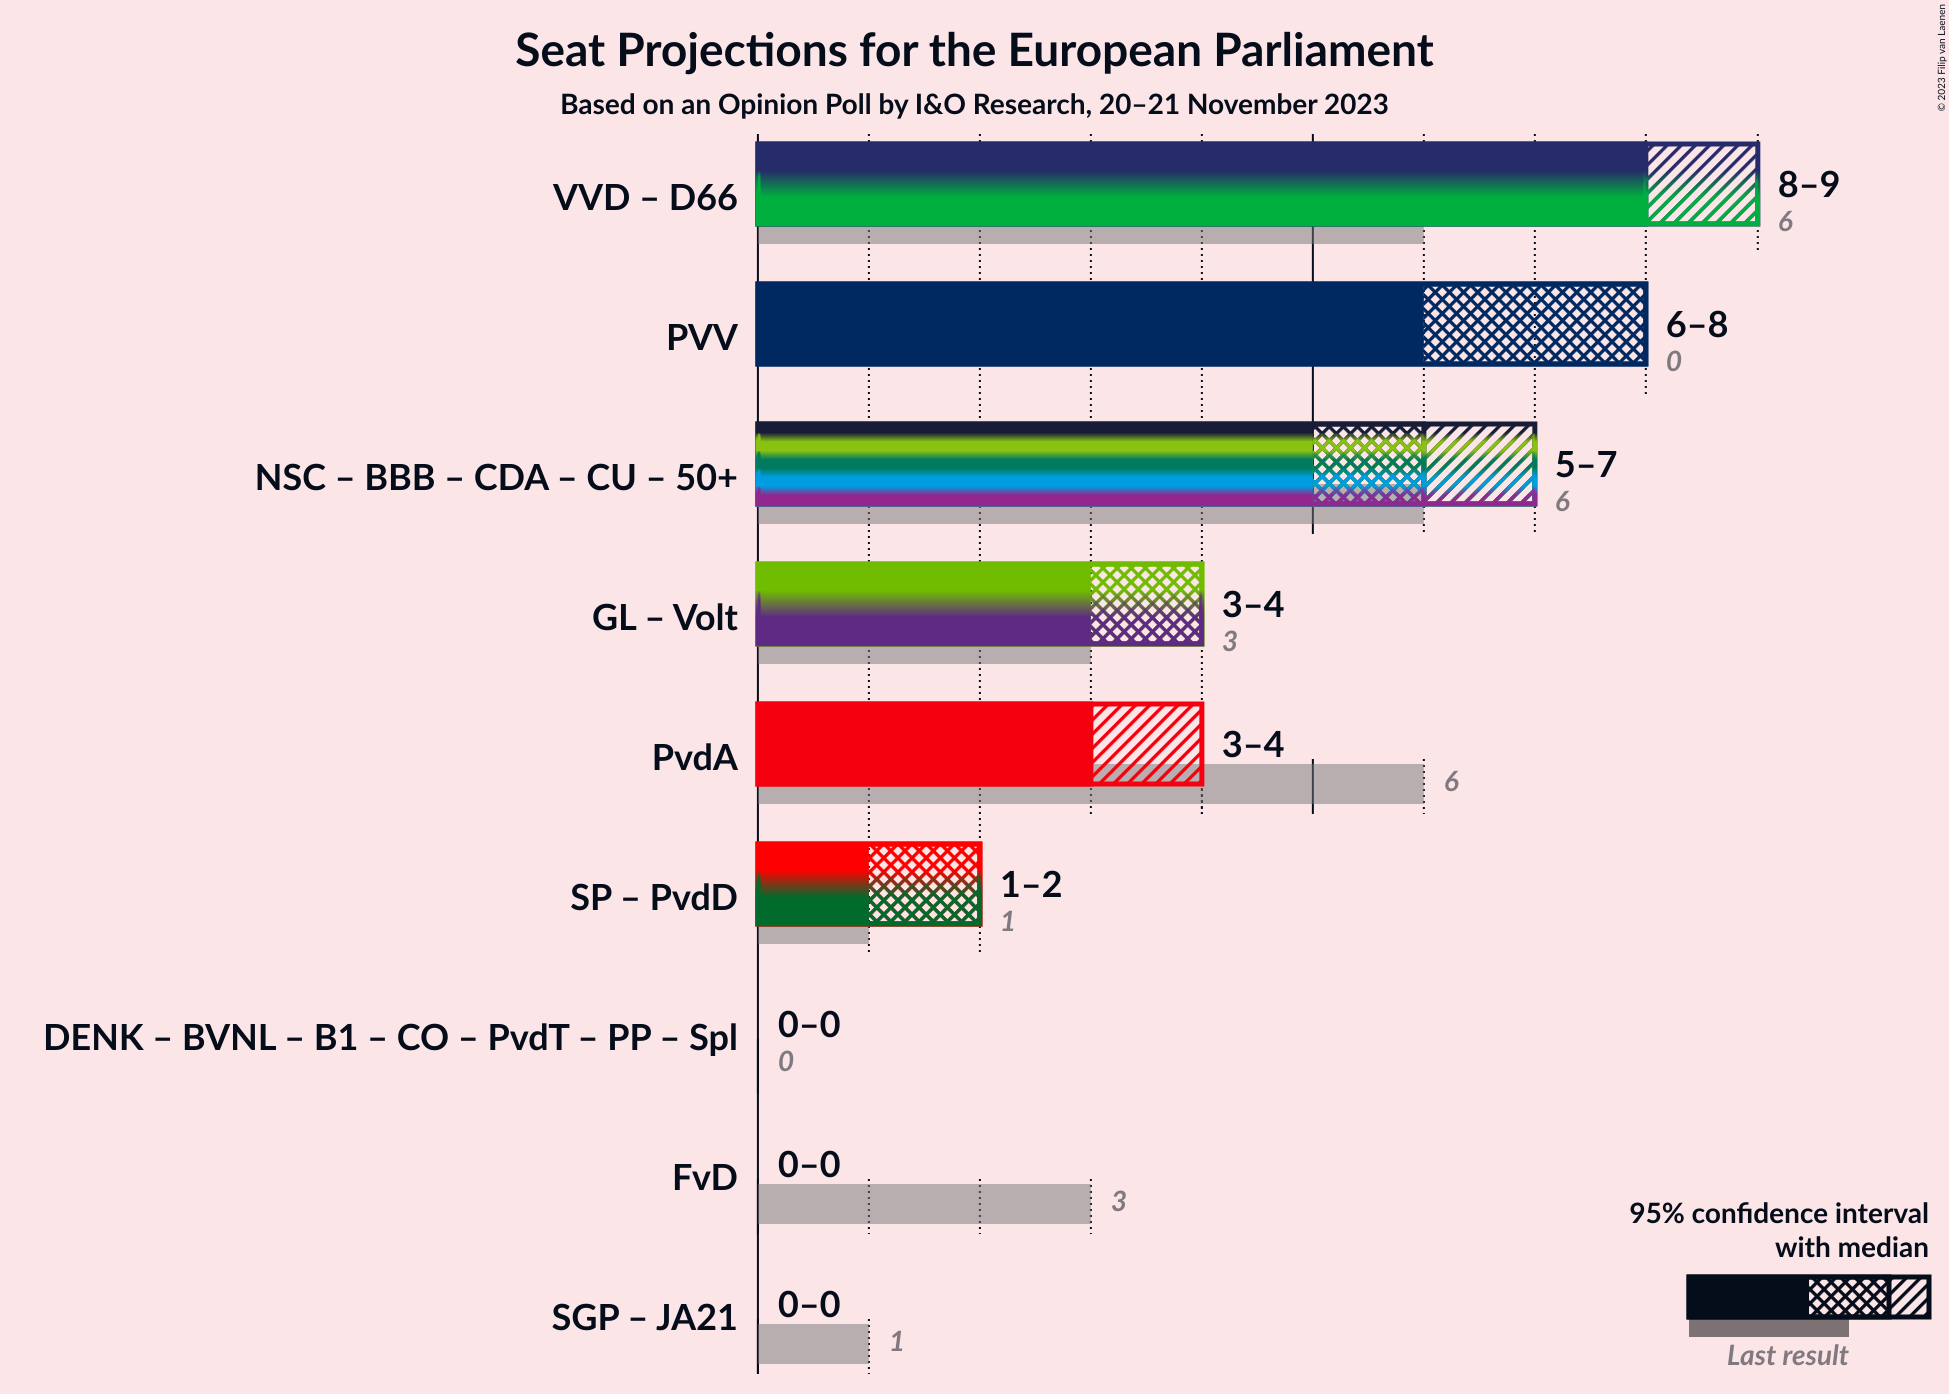 Seat Projections for the European Parliament
Based on an Opinion Poll by I&O Research, 20–21 November 2023
© 2023 Filip van Laenen
VVD – D66
8–9
6
PVV
6–8
0
NSC – BBB – CDA – CU – 50+
5–7
6
GL – Volt
3–4
3
PvdA
3–4
6
SP – PvdD
1–2
1
DENK – BVNL – B1 – CO – PvdT – PP – Spl
0–0
0
FvD
0–0
3
SGP – JA21
0–0
1
95% confidence interval
with median
Last result